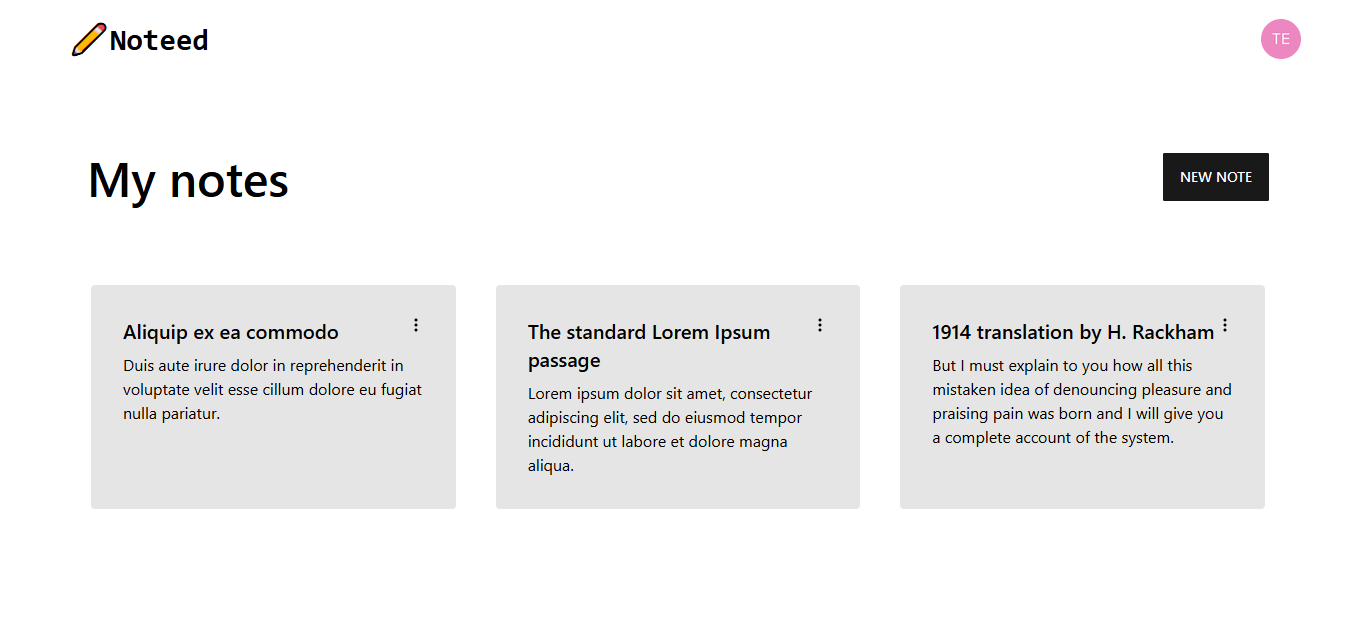 Noteed
TE
My notes
NEW NOTE
Aliquip ex ea commodo
Duis aute irure dolor in reprehenderit in
voluptate velit esse cillum dolore eu fugiat
nulla pariatur.
The standard Lorem Ipsum
passage
Lorem ipsum dolor sit amet, consectetur
adipiscing elit, sed do eiusmod tempor
incididunt ut labore et dolore magna
aliqua.
1914 translation by H. Rackham
But I must explain to you how all this
mistaken idea of denouncing pleasure and
praising pain was born and I will give you
a complete account of the system.